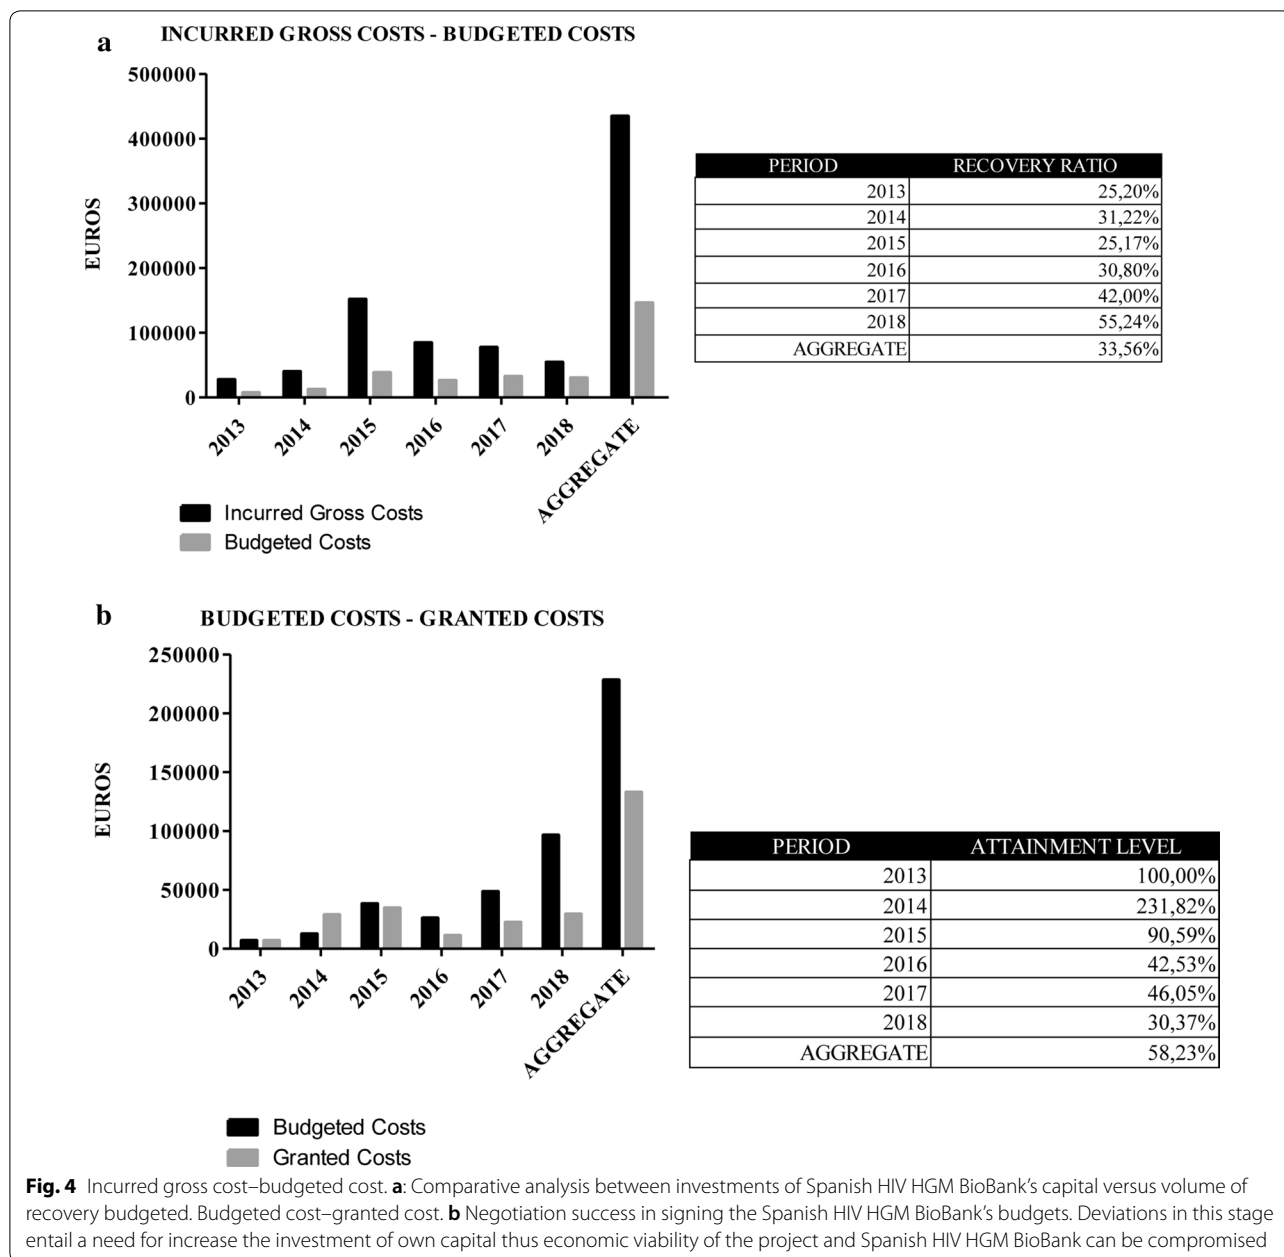 a
INCURRED GROSS COSTS - BUDGETED COSTS
500000
400000
300000
200000
100000
0
EUROS
2013
2014
2015
2016
2017
2018
AGGREGATE
Incurred Gross Costs
Budgeted Costs
PERIOD RECOVERY RATIO
2013 25,20%
2014 31,22%
2015 25,17%
2016 30,80%
2017 42,00%
2018 55,24%
AGGREGATE 33,56%
b
BUDGETED COSTS - GRANTED COSTS
250000
200000
150000
100000
50000
0
EUROS
2013
2014
2015
2016
2017
2018
AGGREGATE
Budgeted Costs
Granted Costs
PERIOD ATTAINMENT LEVEL
2013 100,00%
2014 231,82%
2015 90,59%
2016 42,53%
2017 46,05%
2018 30,37%
AGGREGATE 58,23%
Fig. 4 Incurred gross cost–budgeted cost. a: Comparative analysis between investments of Spanish HIV HGM BioBank's capital versus volume of
recovery budgeted. Budgeted cost–granted cost. b Negotiation success in signing the Spanish HIV HGM BioBank's budgets. Deviations in this stage
entail a need for increase the investment of own capital thus economic viability of the project and Spanish HIV HGM BioBank can be compromised